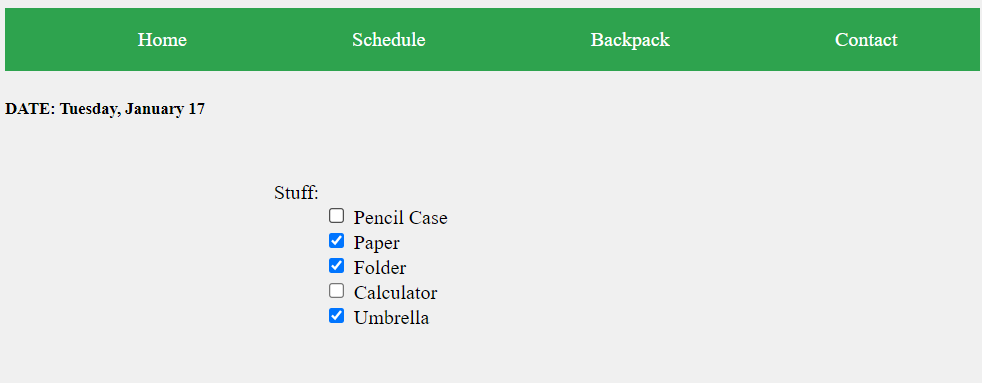 Home Schedule Backpack Contact
DATE: Tuesday, January 17
Stuff:
Pencil Case
Paper
Folder
Calculator
Umbrella